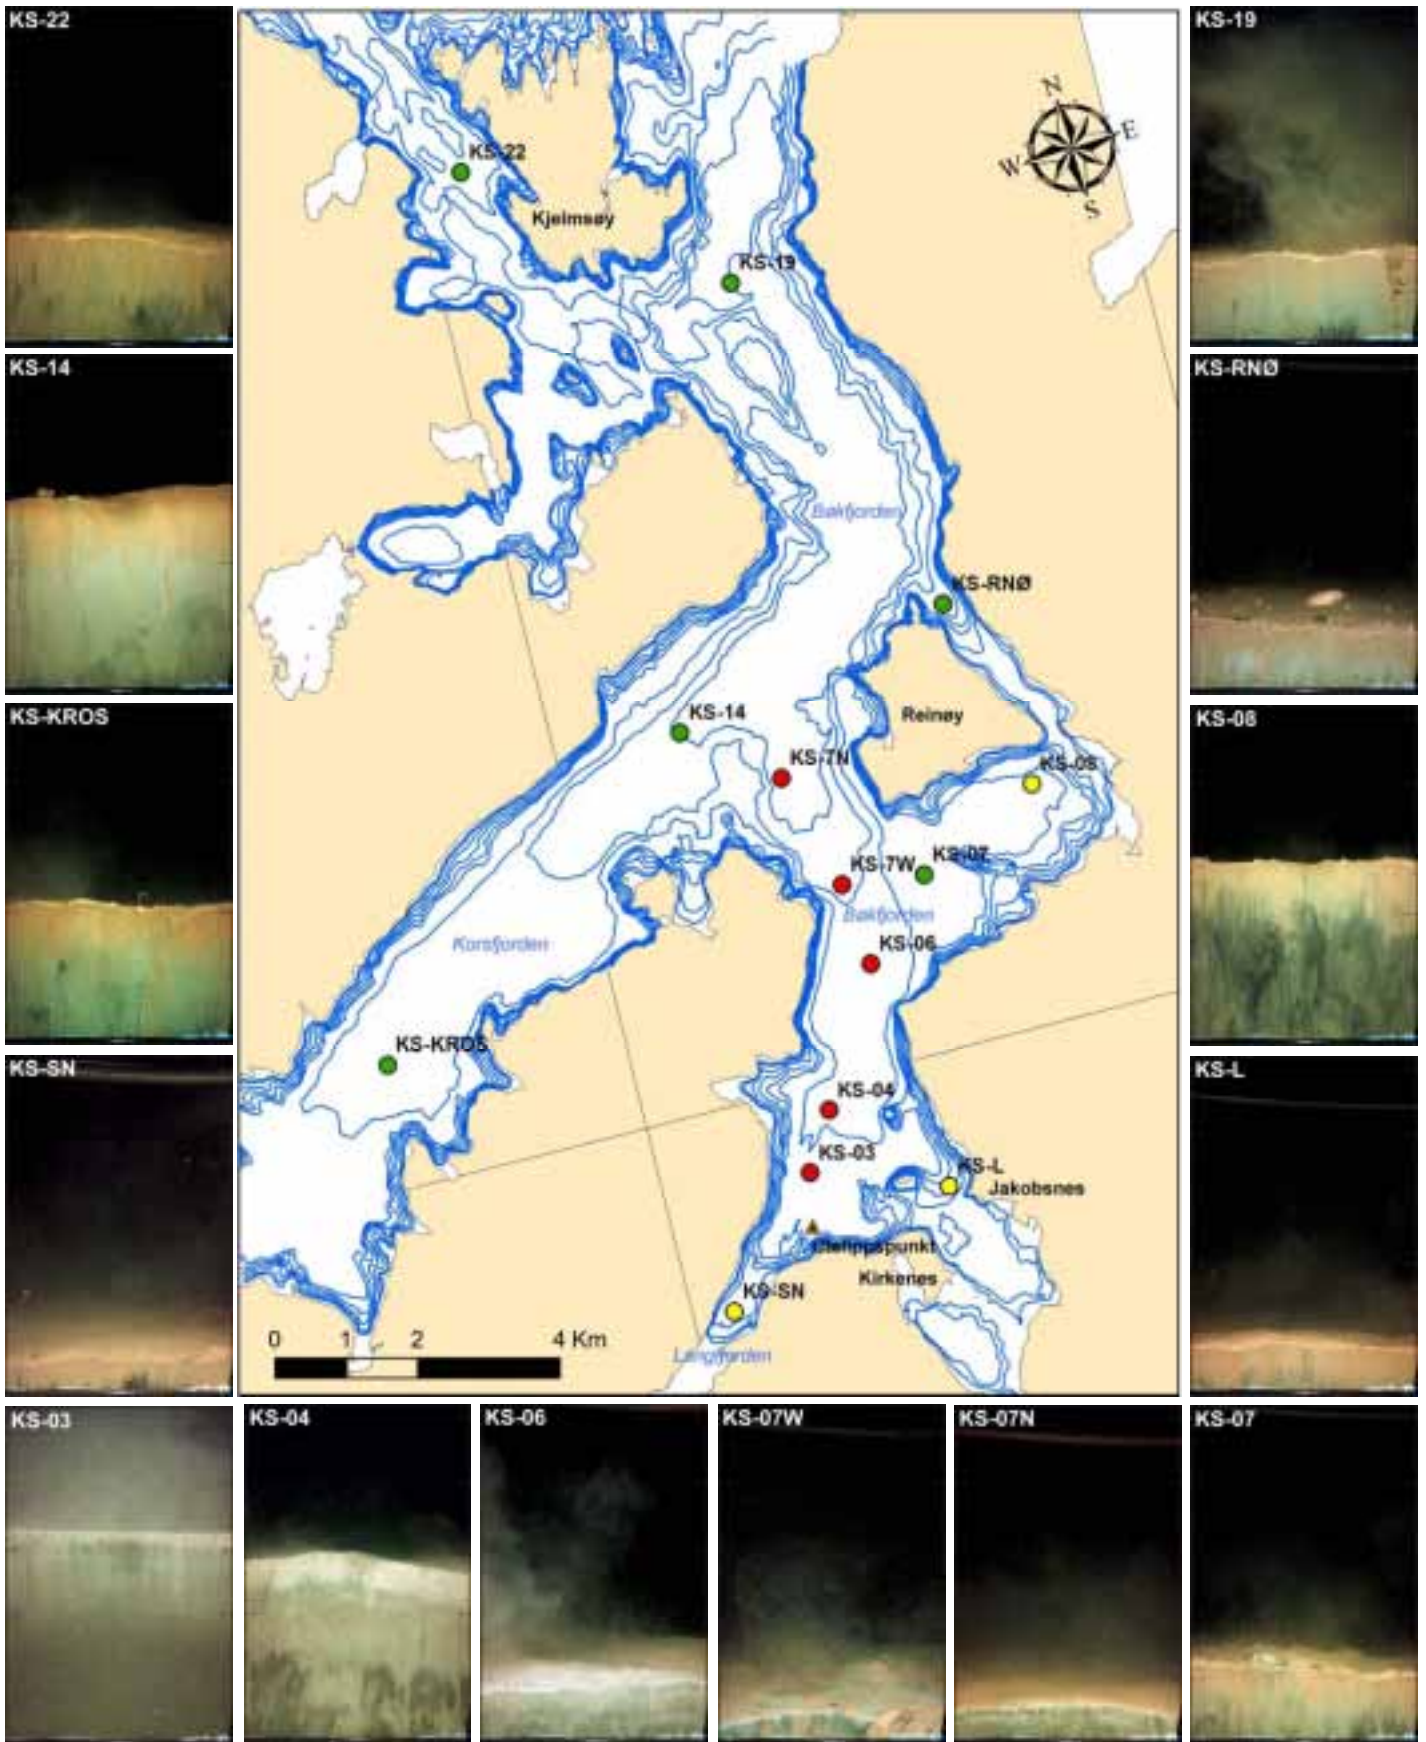 KS-22
KS-19
N
E
W
S
KS-22
Kjelmsøy
KS-19
KS-14
KS-RNØ
Bøkfjorden
KS-RNØ
KS-14
Reinøy
KS-KROS
KS-7N
KS-08
KS-08
KS-7W
KS-07
Bøkfjorden
Korsfjorden
KS-06
KS-KROS
KS-SN
KS-L
KS-04
KS-03
KS-L
Jakobsnes
Utslippspunkt
Kirkenes
KS-SN
0 1 2 4 Km
Langfjorden
KS-03
KS-04
KS-06
KS-07W
KS-07N
KS-07